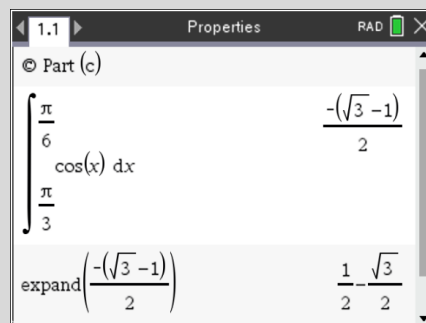 1.1 Properties RAD
© Part (c)
∫ π/6 π/3 cos(x) dx -(√3 -1)/2
expand(-(√3 -1)/2) 1/2-√3/2